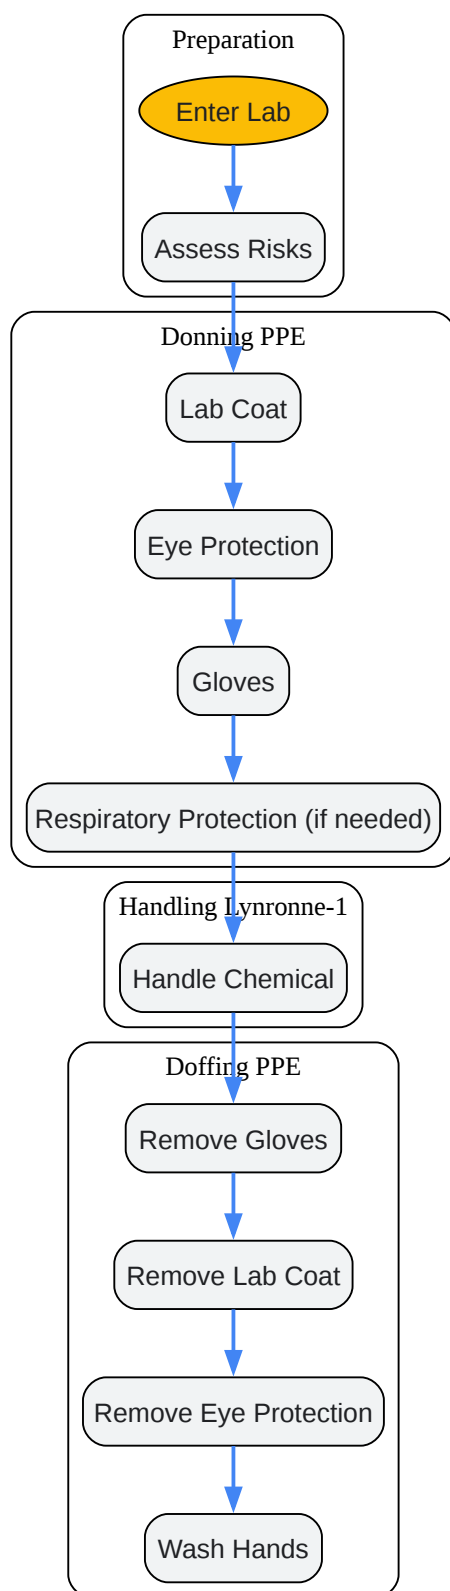 Preparation
Enter Lab
Assess Risks
Donning PPE
Lab Coat
Eye Protection
Gloves
Respiratory Protection (if needed)
Handling Lynronne-1
Handle Chemical
Doffing PPE
Remove Gloves
Remove Lab Coat
Remove Eye Protection
Wash Hands